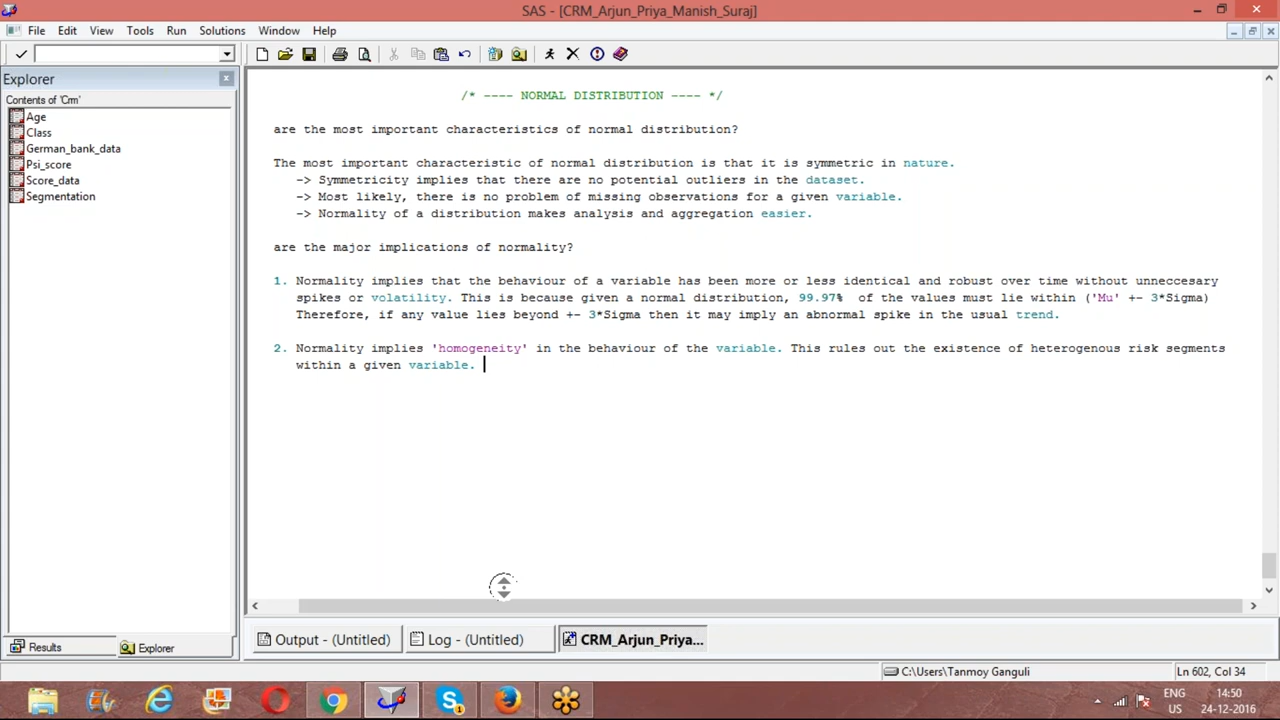 SAS - [CRM_Arjun_Priya_Manish_Suraj]
File Edit View Tools Run Solutions Window Help
Explorer
Contents of 'Crm'
Age
Class
German_bank_data
Psi_score
Score_data
Segmentation
/* ---- NORMAL DISTRIBUTION ---- */
are the most important characteristics of normal distribution?
The most important characteristic of normal distribution is that it is symmetric in nature.
-> Symmetricity implies that there are no potential outliers in the dataset.
-> Most likely, there is no problem of missing observations for a given variable.
-> Normality of a distribution makes analysis and aggregation easier.
are the major implications of normality?
1. Normality implies that the behaviour of a variable has been more or less identical and robust over time without unneccesary
spikes or volatility. This is because given a normal distribution, 99.97% of the values must lie within ('Mu' +- 3*Sigma)
Therefore, if any value lies beyond +- 3*Sigma then it may imply an abnormal spike in the usual trend.
2. Normality implies 'homogeneity' in the behaviour of the variable. This rules out the existence of heterogenous risk segments
within a given variable.
Results
Explorer
Output - (Untitled)
Log - (Untitled)
CRM_Arjun_Priya...
C:\Users\Tanmoy Ganguli
Ln 602, Col 34
ENG
US
14:50
24-12-2016